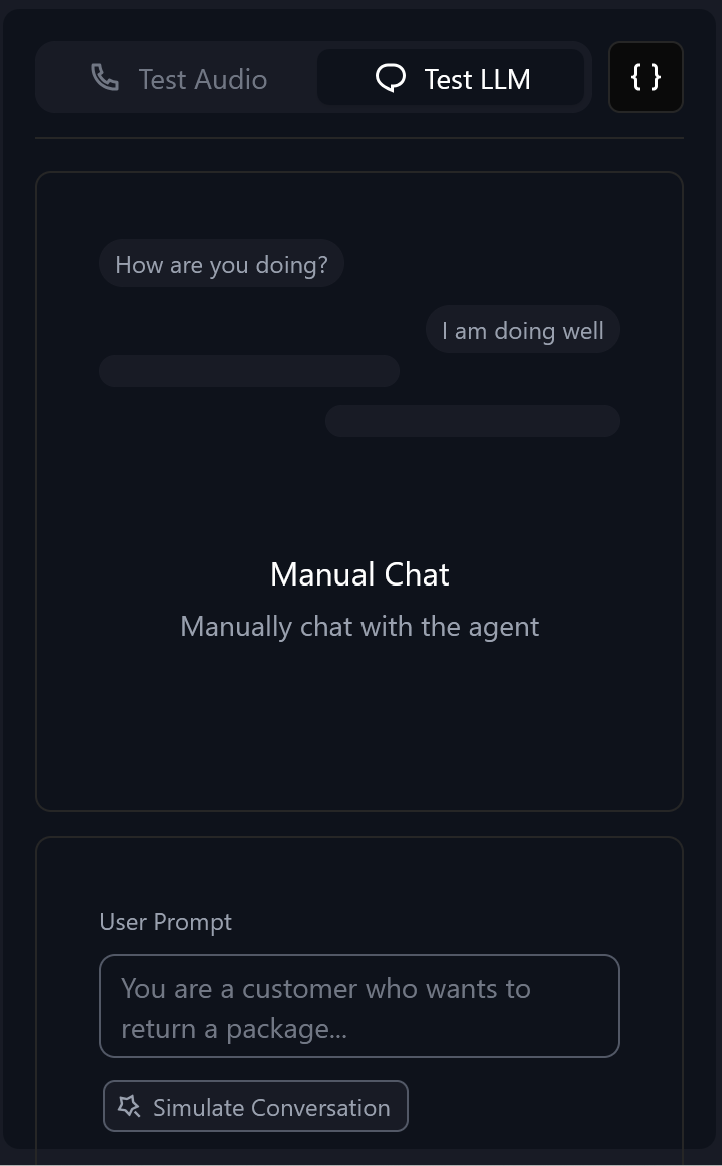 Test Audio
Test LLM
{ }
How are you doing?
I am doing well
Manual Chat
Manually chat with the agent
User Prompt
You are a customer who wants to
return a package...
Simulate Conversation